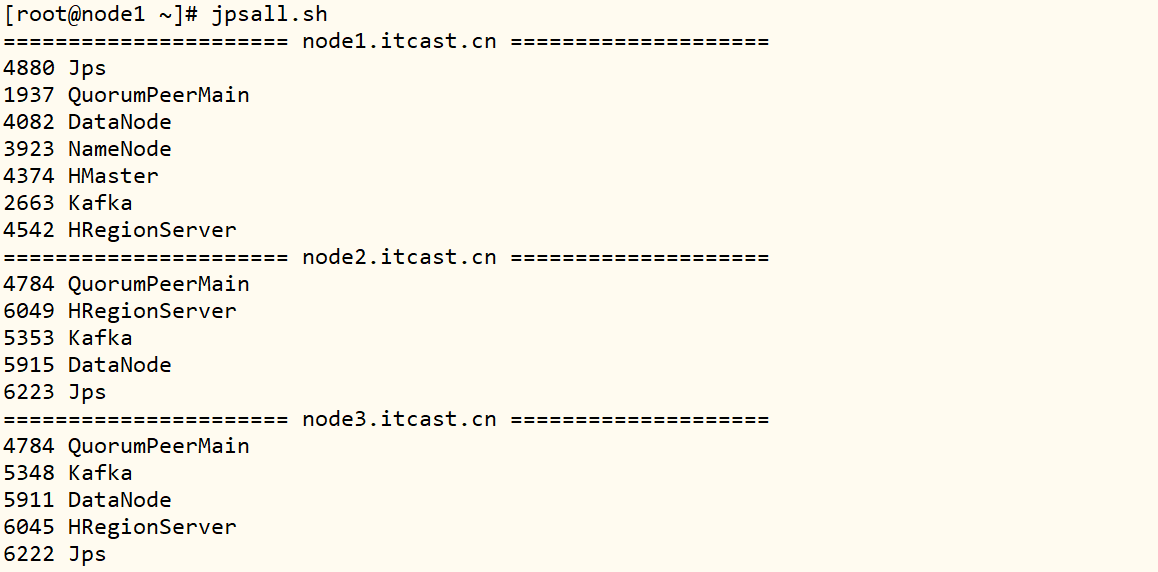 [root@node1 ~]# jpsall.sh
====================== node1.itcast.cn ====================
4880 Jps
1937 QuorumPeerMain
4082 DataNode
3923 NameNode
4374 HMaster
2663 Kafka
4542 HRegionServer
====================== node2.itcast.cn ====================
4784 QuorumPeerMain
6049 HRegionServer
5353 Kafka
5915 DataNode
6223 Jps
====================== node3.itcast.cn ====================
4784 QuorumPeerMain
5348 Kafka
5911 DataNode
6045 HRegionServer
6222 Jps